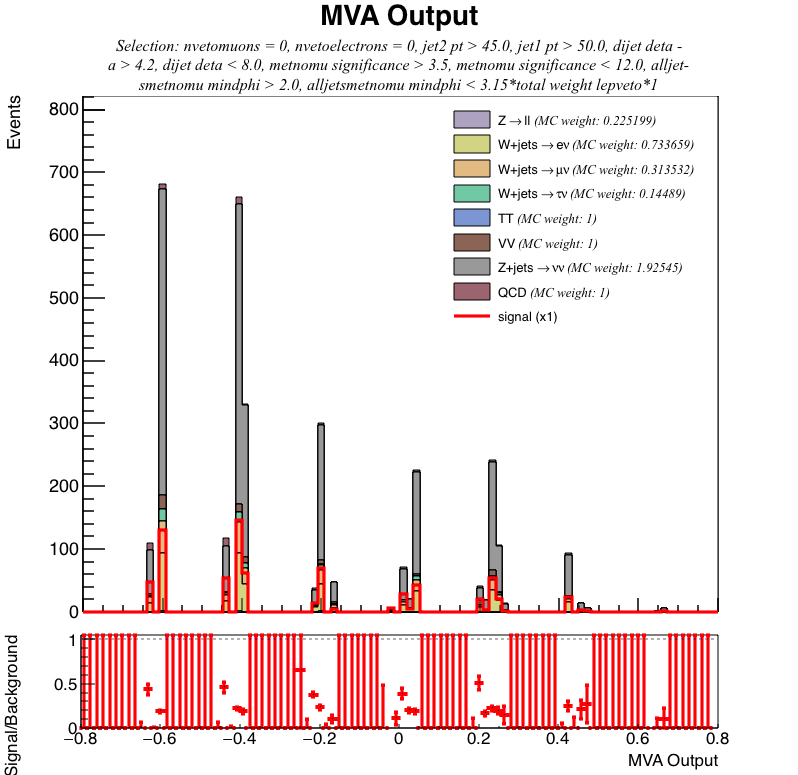 MVA Output
Selection: nvetomuons = 0, nvetoelectrons = 0, jet2 pt > 45.0, jet1 pt > 50.0, dijet deta -
a > 4.2, dijet deta < 8.0, metnomu significance > 3.5, metnomu significance < 12.0, alljet-
smetnomu mindphi > 2.0, alljetsmetnomu mindphi < 3.15*total weight lepveto*1
Events
800
700
600
500
400
300
200
100
0
Z→ll (MC weight: 0.225199)
W+jets →eν (MC weight: 0.733659)
W+jets →μν (MC weight: 0.313532)
W+jets →τν (MC weight: 0.14489)
TT (MC weight: 1)
VV (MC weight: 1)
Z+jets →νν (MC weight: 1.92545)
QCD (MC weight: 1)
signal (x1)
Signal/Background
1
0.5
0
−0.8 −0.6 −0.4 −0.2 0 0.2 0.4 0.6 0.8
MVA Output